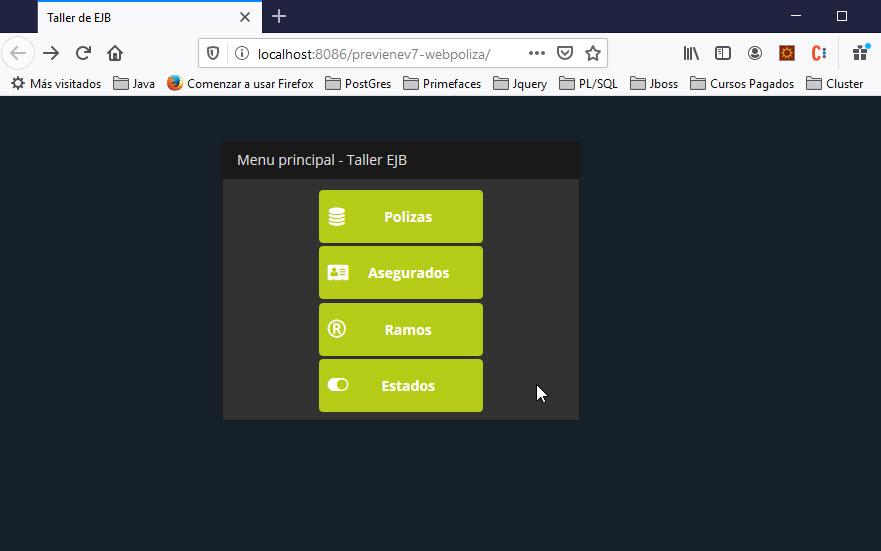 Taller de EJB
localhost:8086/previenev7-webpoliza/
Más visitados Java Comenzar a usar Firefox PostGres Primefaces Jquery PL/SQL Jboss Cursos Pagados Cluster
Menu principal - Taller EJB
Polizas
Asegurados
® Ramos
Estados